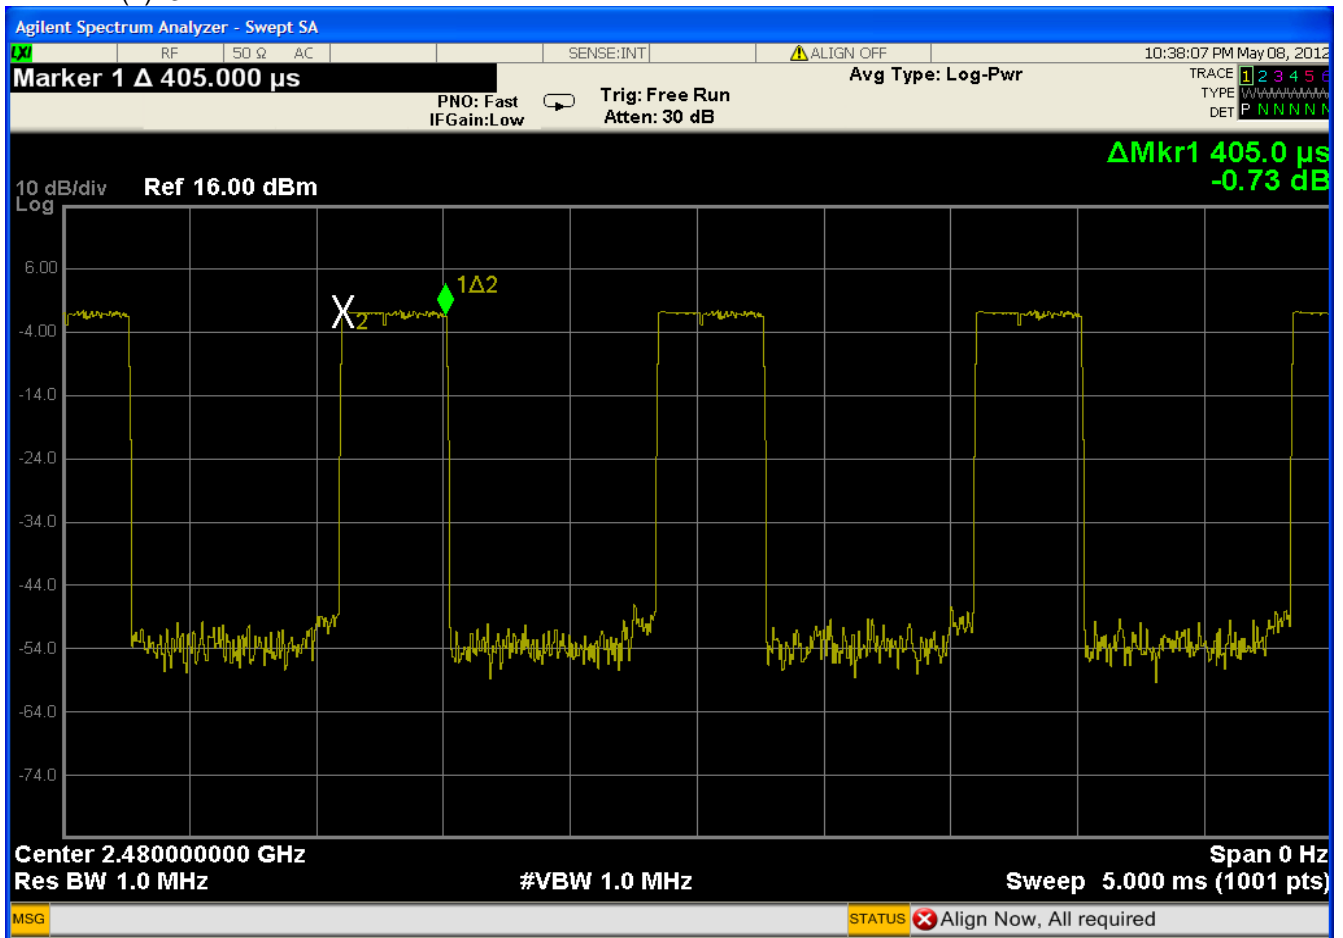 Agilent Spectrum Analyzer - Swept SA
LXI RF 50 Ω AC SENSE:INT ALIGN OFF 10:38:07 PM May 08, 2012
Marker 1 Δ 405.000 µs
Avg Type: Log-Pwr
TRACE 1 2 3 4 5 6
PNO: Fast Trig: Free Run
TYPE
IFGain:Low Atten: 30 dB
DET P N N N N N
ΔMkr1 405.0 µs
-0.73 dB
10 dB/div Ref 16.00 dBm
Log
6.00
1Δ2
X2
-4.00
-14.0
-24.0
-34.0
-44.0
-54.0
-64.0
-74.0
Center 2.480000000 GHz Span 0 Hz
Res BW 1.0 MHz #VBW 1.0 MHz Sweep 5.000 ms (1001 pts)
MSG STATUS Align Now, All required